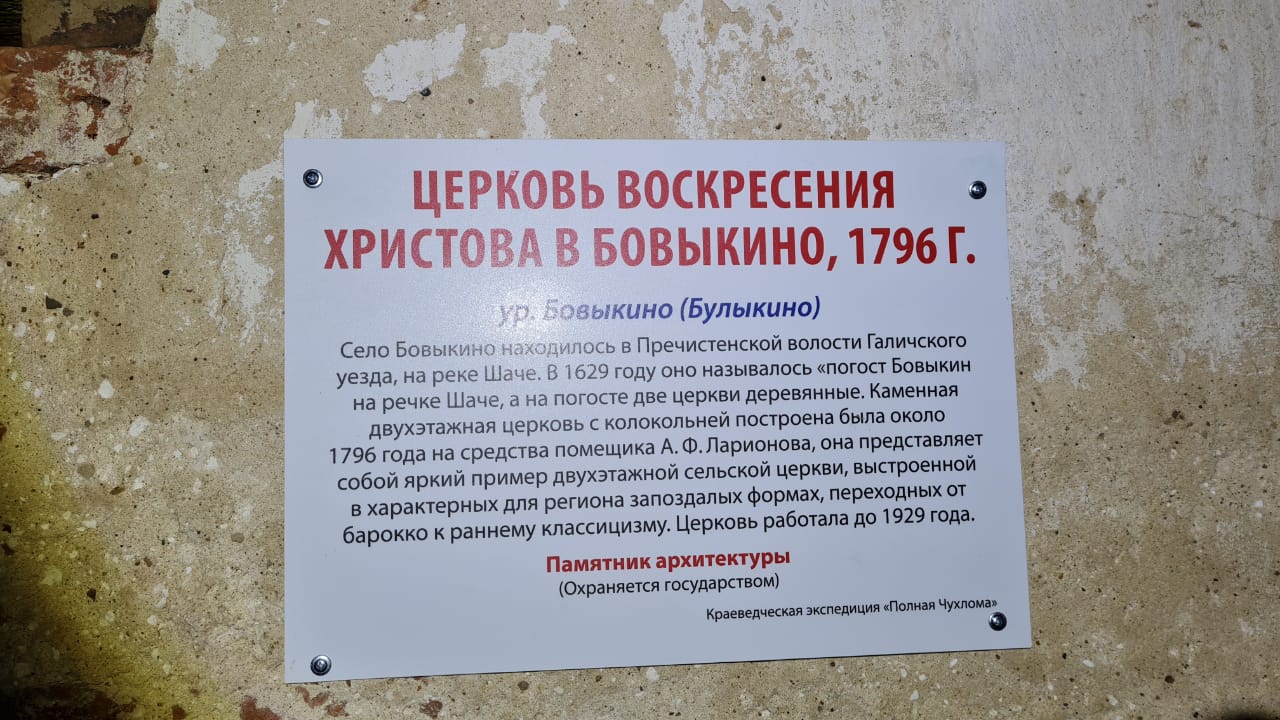 ЦЕРКОВЬ ВОСКРЕСЕНИЯ
ХРИСТОВА В БОВЫКИНО, 1796 Г.
ур. Бовыкино (Булыкино)
Село Бовыкино находилось в Пречистенской волости Галичского
уезда, на реке Шаче. В 1629 году оно называлось «погост Бовыкин
на речке Шаче, а на погосте две церкви деревянные. Каменная
двухэтажная церковь с колокольней построена была около
1796 года на средства помещика А. Ф. Ларионова, она представляет
собой яркий пример двухэтажной сельской церкви, выстроенной
в характерных для региона запоздалых формах, переходных от
барокко к раннему классицизму. Церковь работала до 1929 года.
Памятник архитектуры
(Охраняется государством)
Краеведческая экспедиция «Полная Чухлома»